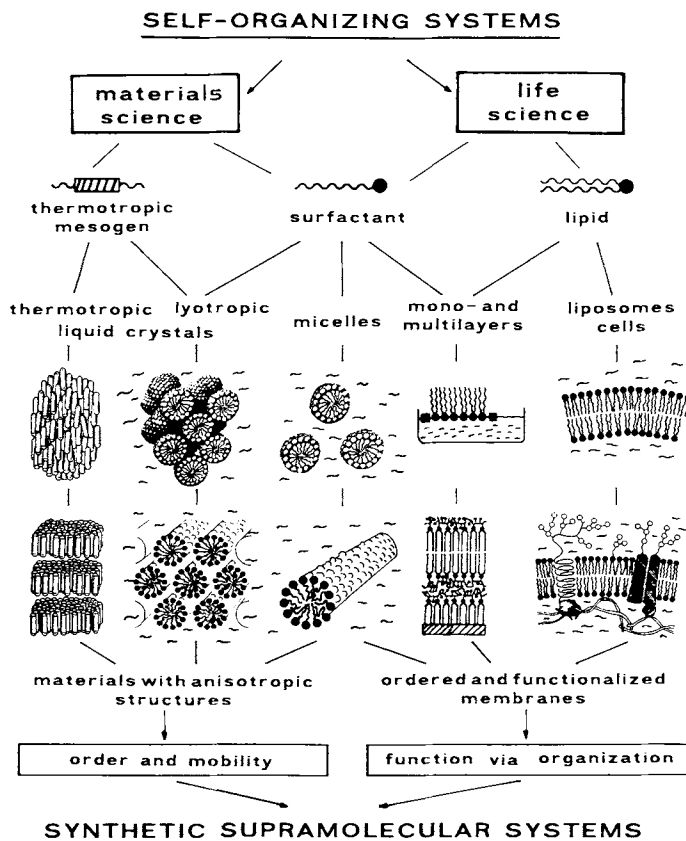 SELF-ORGANIZING SYSTEMS
materials
science
life
science
thermotropic
mesogen
surfactant
lipid
thermotropic lyotropic
liquid crystals
micelles
mono- and
multilayers
liposomes
cells
materials with anisotropic
structures
ordered and functionalized
membranes
order and mobility
function via organization
SYNTHETIC SUPRAMOLECULAR SYSTEMS